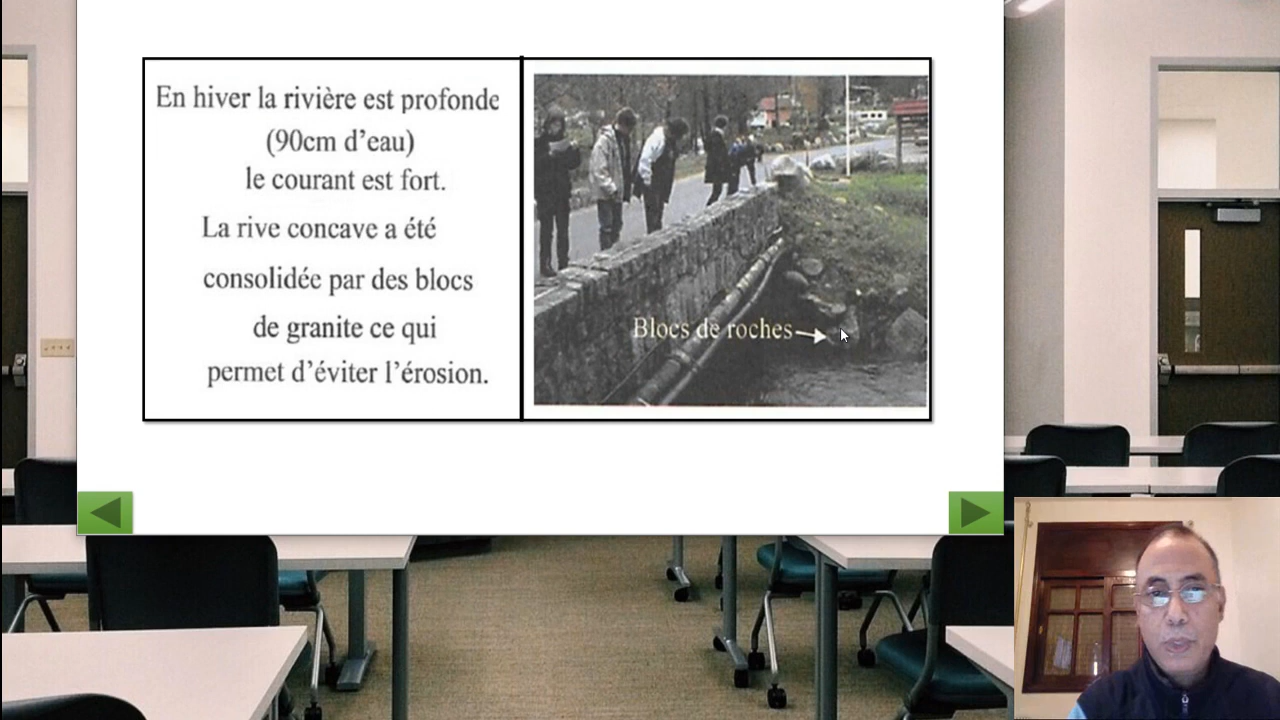 En hiver la rivière est profonde
(90cm d'eau)
le courant est fort.
La rive concave a été
consolidée par des blocs
de granite ce qui
permet d'éviter l'érosion.
Blocs de roches